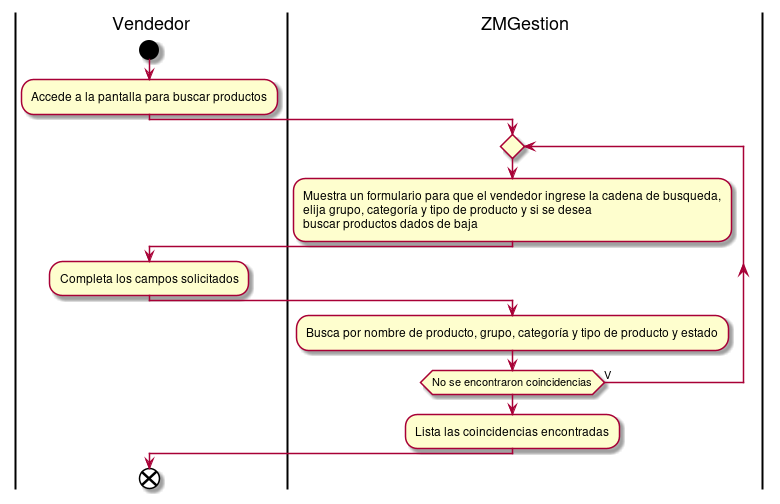 Vendedor
ZMGestion
Accede a la pantalla para buscar productos
Muestra un formulario para que el vendedor ingrese la cadena de busqueda,
elija grupo, categoría y tipo de producto y si se desea
buscar productos dados de baja
Completa los campos solicitados
Busca por nombre de producto, grupo, categoría y tipo de producto y estado
No se encontraron coincidencias
V
Lista las coincidencias encontradas